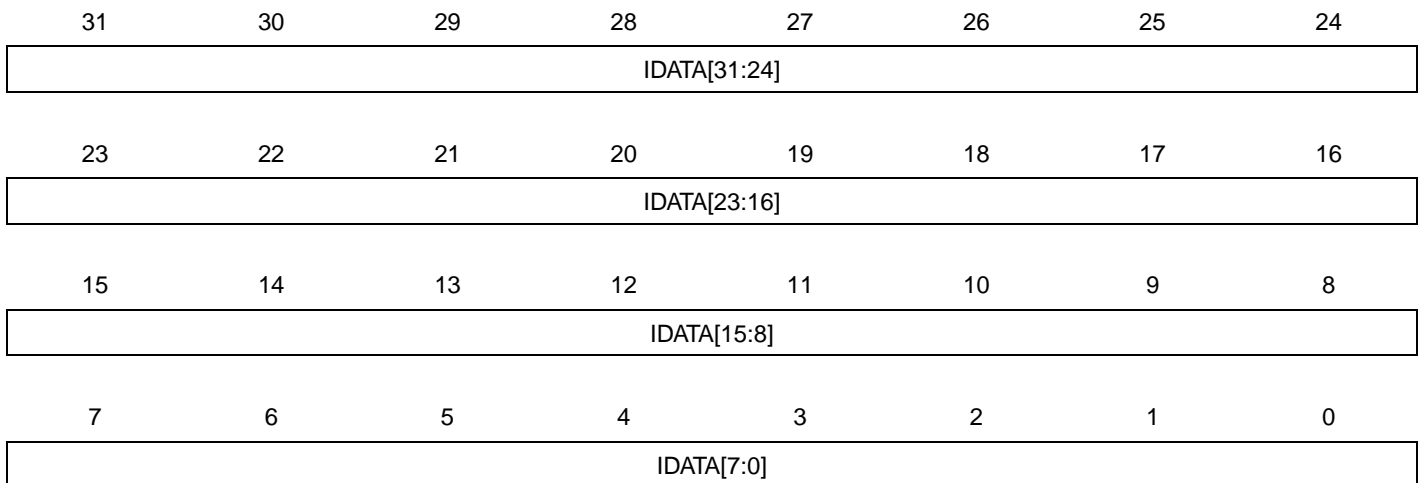 31 30 29 28 27 26 25 24
IDATA[31:24]
23 22 21 20 19 18 17 16
IDATA[23:16]
15 14 13 12 11 10 9 8
IDATA[15:8]
7 6 5 4 3 2 1 0
IDATA[7:0]